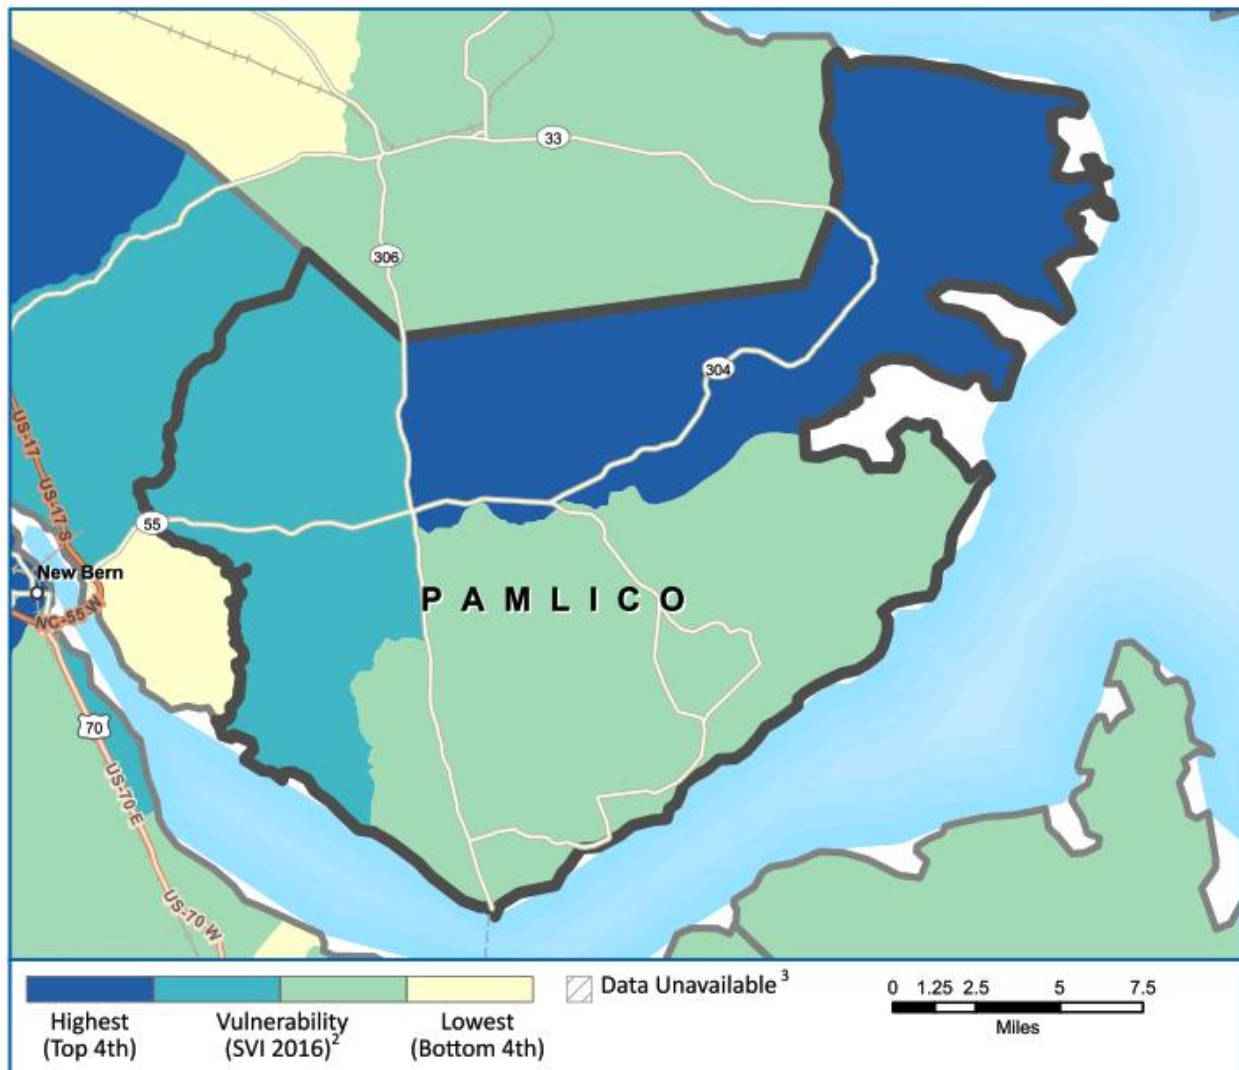 33
306
304
US-17
US-17 S
55
New Bern
NC-55 W
PAMLICO
70
US-70 E
US-70 W
Data Unavailable 3
0 1.25 2.5 5 7.5
Miles
Highest
(Top 4th)
Vulnerability
(SVI 2016)2
Lowest
(Bottom 4th)